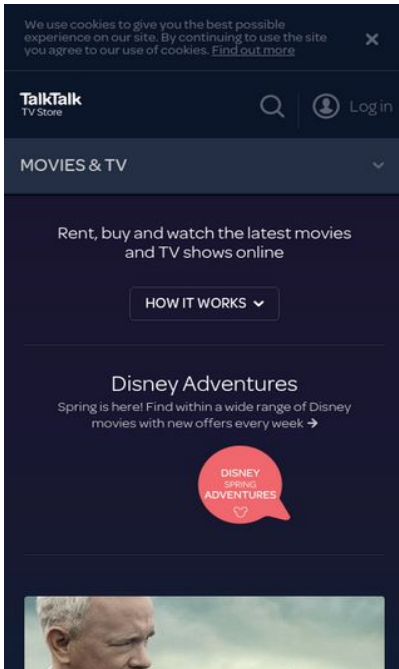 We use cookies to give you the best possible
experience on our site. By continuing to use the site
you agree to our use of cookies. Find out more
TalkTalk
TV Store
Log in
MOVIES & TV
Rent, buy and watch the latest movies
and TV shows online
HOW IT WORKS
Disney Adventures
Spring is here! Find within a wide range of Disney
movies with new offers every week →
DISNEY
SPRING
ADVENTURES